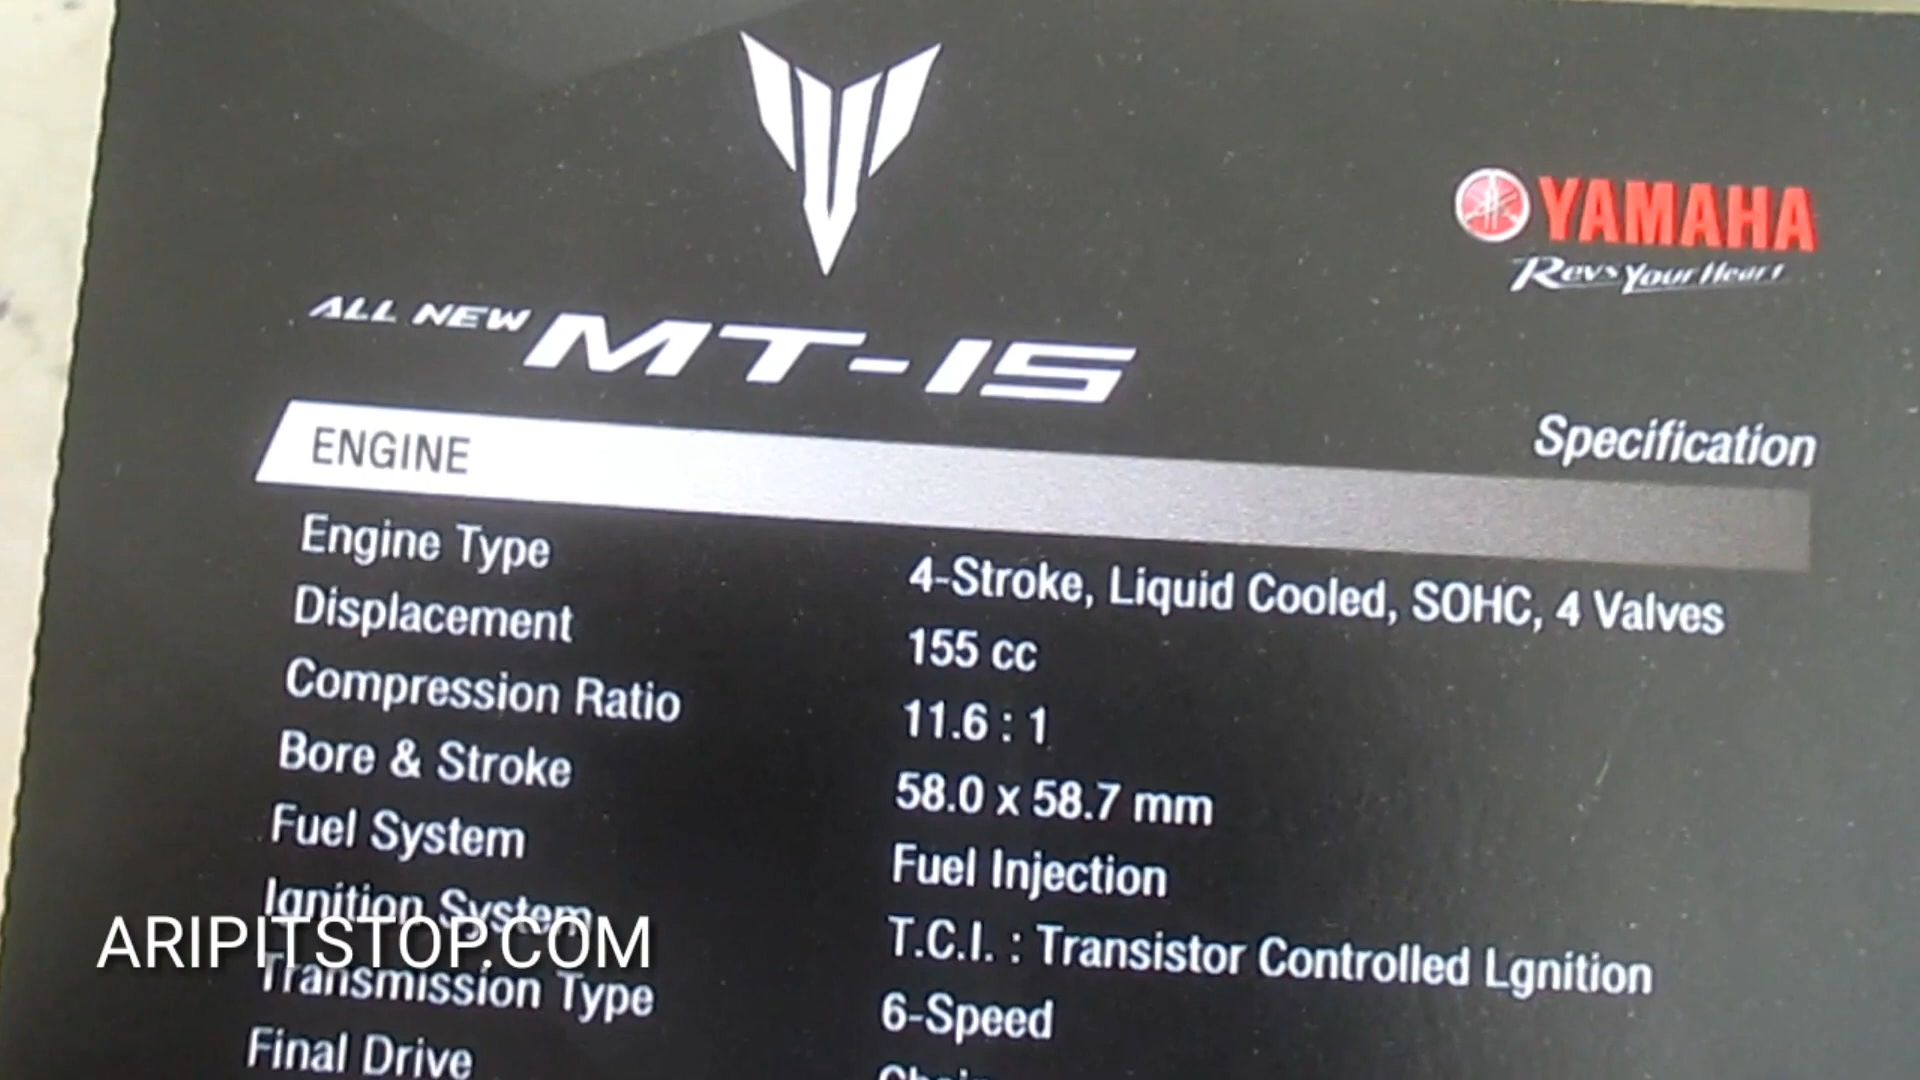 YAMAHA
Revs Your Heart
ALL NEW MT-15
Specification
ENGINE
Engine Type 4-Stroke, Liquid Cooled, SOHC, 4 Valves
Displacement 155 cc
Compression Ratio 11.6 : 1
Bore & Stroke 58.0 x 58.7 mm
Fuel System Fuel Injection
Ignition System T.C.I. : Transistor Controlled Lgnition
ARIPITSTOP.COM
Transmission Type 6-Speed
Final Drive